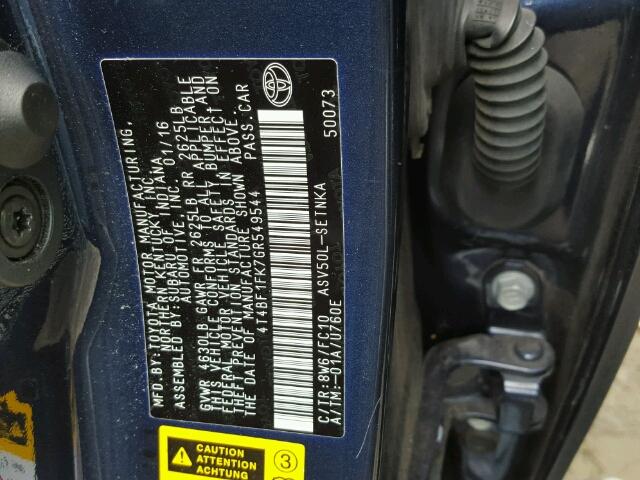 MFD.BY:TOYOTA MOTOR MANUFACTURING,
NORTHERN KENTUCKY, INC.
ASSEMBLED BY:SUBARU OF INDIANA
AUTOMOTIVE INC. 01/16
GVWR 4630LB GAWR FR 2625LB RR 2625LB
THIS VEHICLE CONFORMS TO ALL APPLICABLE
FEDERAL MOTOR VEHICLE SAFETY BUMPER AND
THEFT PREVENTION STANDARDS IN EFFECT ON
THE DATE OF MANUFACTURE SHOWN ABOVE.
4T4BF1FK7GR549544 PASS.CAR
C/TR:8W6/FC10 ASV50L-SETNKA
A/TM:-01A/U760E 50073
CAUTION
ATTENTION
ACHTUNG
3